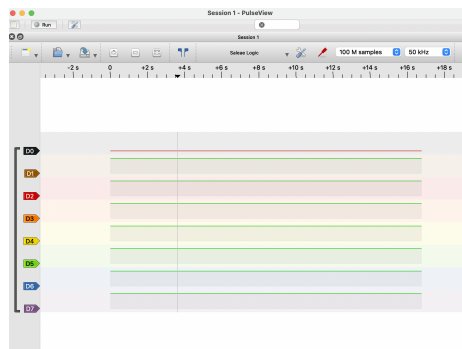 Session 1 - PulseView
Run
Session 1
Saleae Logic
100 M samples
50 kHz
-2 s 0 +2 s +4 s +6 s +8 s +10 s +12 s +14 s +16 s +18 s
D0
D1
D2
D3
D4
D5
D6
D7